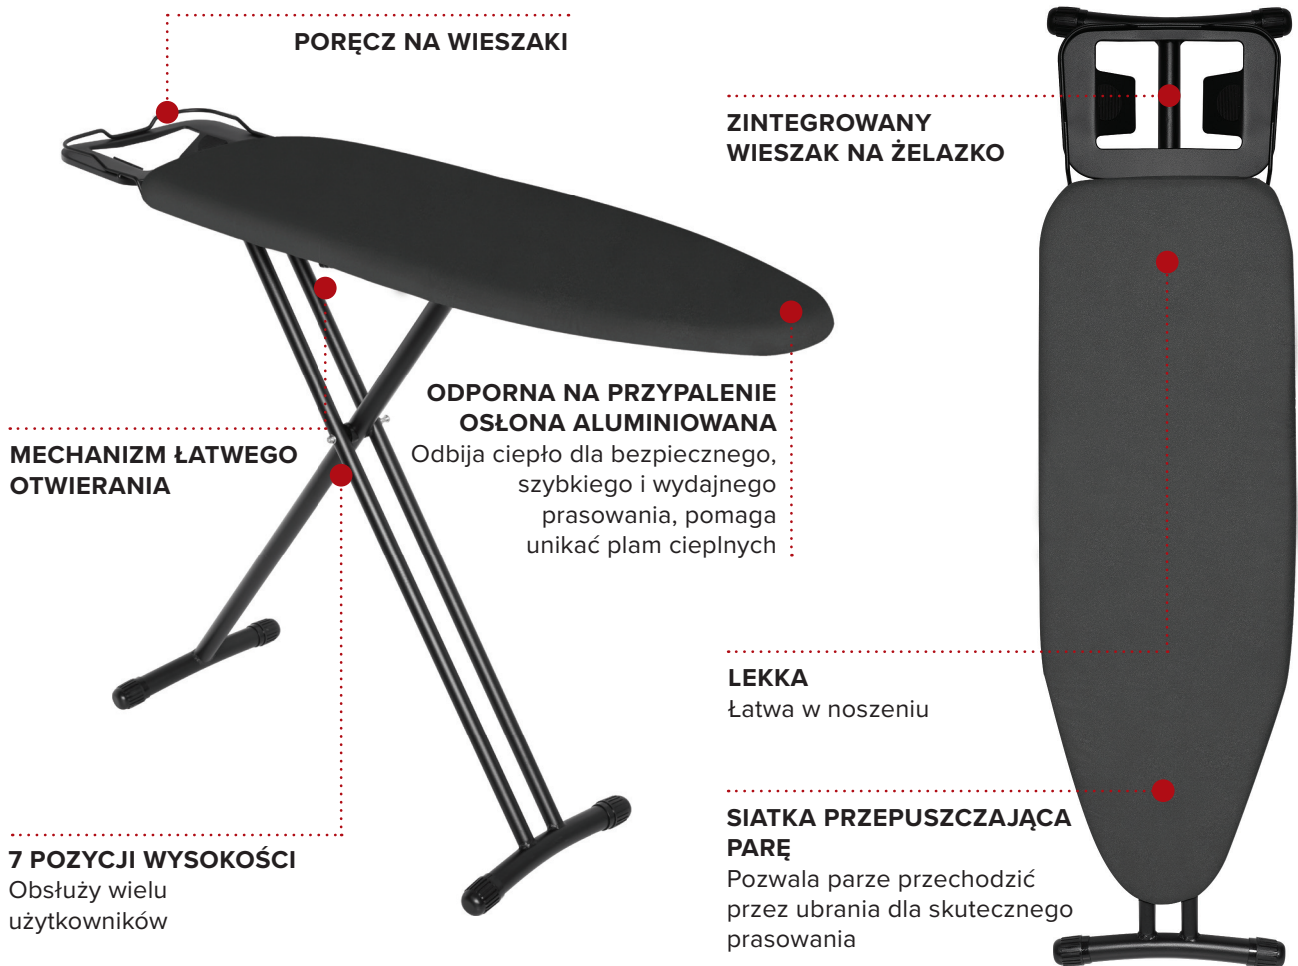 PORĘCZ NA WIESZAKI
ZINTEGROWANY
WIESZAK NA ŻELAZKO
ODPORNA NA PRZYPALENIE
OSŁONA ALUMINIOWANA
Odbija ciepło dla bezpiecznego,
szybkiego i wydajnego
prasowania, pomaga
unikać plam cieplnych
MECHANIZM ŁATWEGO
OTWIERANIA
LEKKA
Łatwa w noszeniu
7 POZYCJI WYSOKOŚCI
Obsłuży wielu
użytkowników
SIATKA PRZEPUSZCZAJĄCA
PARĘ
Pozwala parze przechodzić
przez ubrania dla skutecznego
prasowania